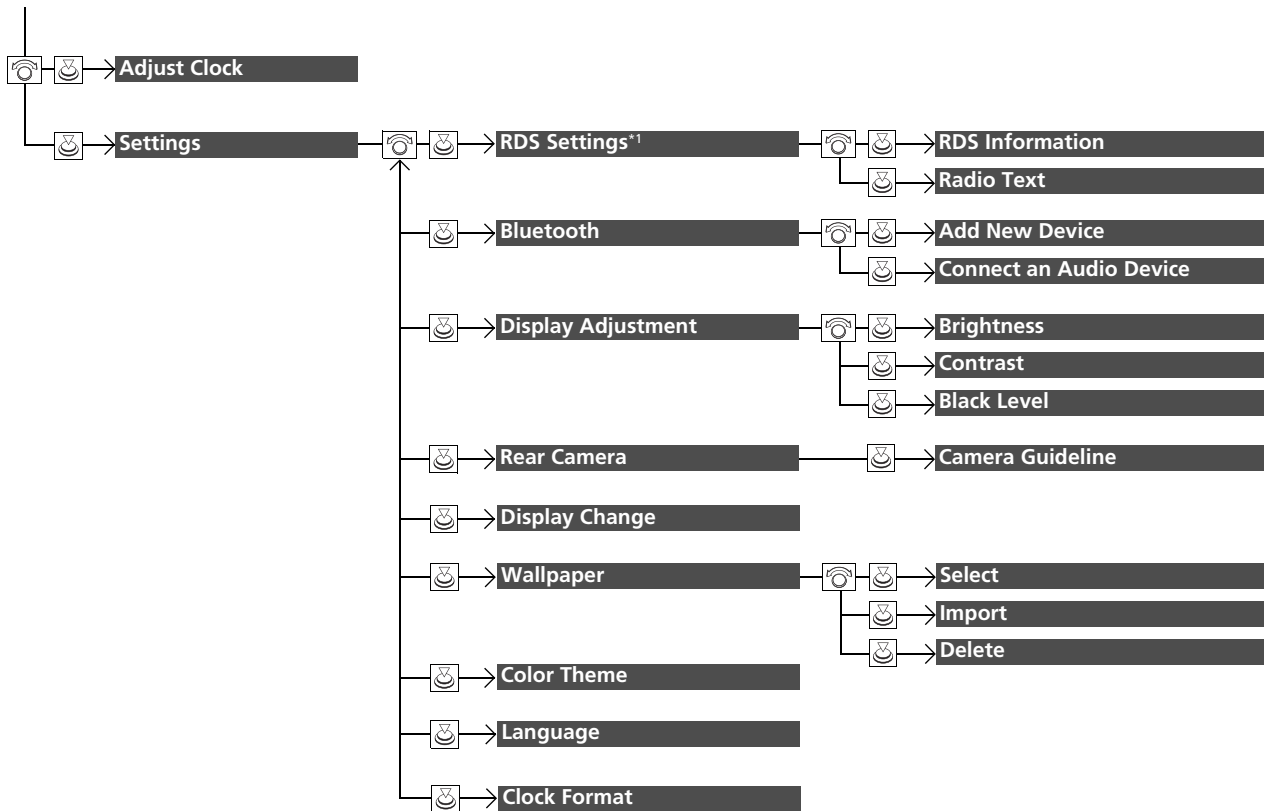 Adjust Clock
Settings
RDS Settings*1
RDS Information
Radio Text
Bluetooth
Add New Device
Connect an Audio Device
Display Adjustment
Brightness
Contrast
Black Level
Rear Camera
Camera Guideline
Display Change
Wallpaper
Select
Import
Delete
Color Theme
Language
Clock Format